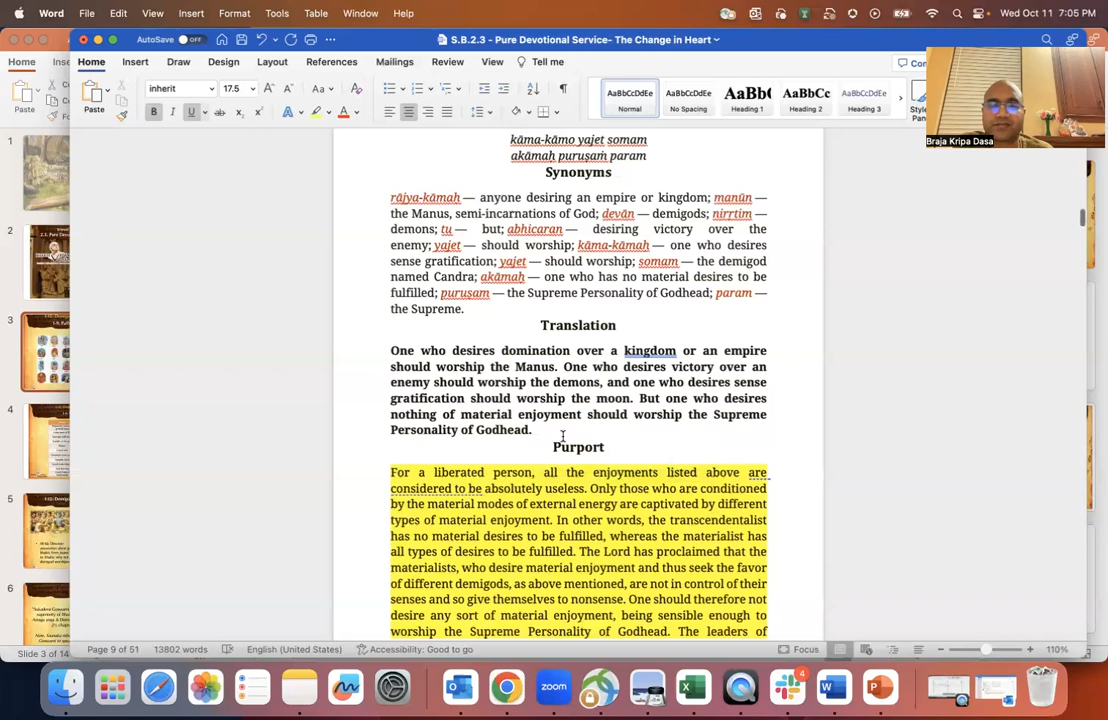 Word File Edit View Insert Format Tools Table Window Help Wed Oct 11 7:05 PM
AutoSave OFF S.B.2.3 - Pure Devotional Service- The Change in Heart
Home Home Insert Draw Design Layout References Mailings Review View Tell me
Paste Paste inherit 17.5 Aa
AaBbCcDdEe AaBbCcDdEe AaBbC AaBbCc AaBbCcDdEe
Normal No Spacing Heading 1 Heading 2 Heading 3
Braja Kripa Dasa
kāma-kāmo yajet somam
akāmaḥ puruṣaṁ param
Synonyms
rājya-kāmaḥ — anyone desiring an empire or kingdom; manūn —
the Manus, semi-incarnations of God; devān — demigods; nirṛtim —
demons; tu — but; abhicaran — desiring victory over the
enemy; yajet — should worship; kāma-kāmaḥ — one who desires
sense gratification; yajet — should worship; somam — the demigod
named Candra; akāmaḥ — one who has no material desires to be
fulfilled; puruṣam — the Supreme Personality of Godhead; param —
the Supreme.
Translation
One who desires domination over a kingdom or an empire
should worship the Manus. One who desires victory over an
enemy should worship the demons, and one who desires sense
gratification should worship the moon. But one who desires
nothing of material enjoyment should worship the Supreme
Personality of Godhead.
Purport
For a liberated person, all the enjoyments listed above are
considered to be absolutely useless. Only those who are conditioned
by the material modes of external energy are captivated by different
types of material enjoyment. In other words, the transcendentalist
has no material desires to be fulfilled, whereas the materialist has
all types of desires to be fulfilled. The Lord has proclaimed that the
materialists, who desire material enjoyment and thus seek the favor
of different demigods, as above mentioned, are not in control of their
senses and so give themselves to nonsense. One should therefore not
desire any sort of material enjoyment, being sensible enough to
worship the Supreme Personality of Godhead. The leaders of
1
2
3
4
5
6
Slide 3 of 14
Page 9 of 51 13802 words English (United States) Accessibility: Good to go Focus 110%
zoom
4